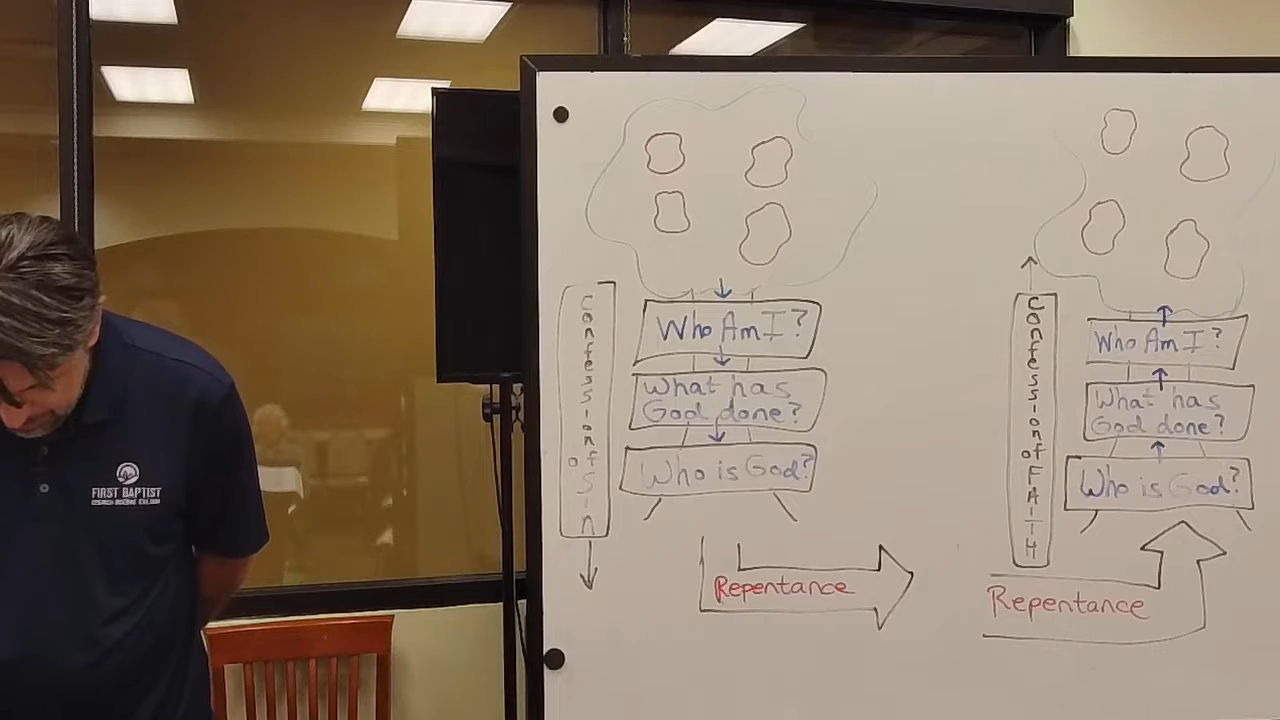 FIRST BAPTIST
Confession of Sin
Who Am I?
What has
God done?
Who is God?
Repentance
Confession of FAITH
Who Am I?
What has
God done?
Who is God?
Repentance